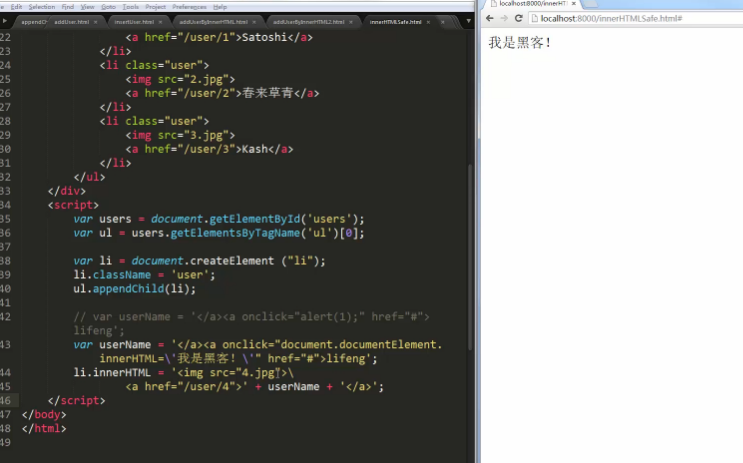 Edit Selection Find View Goto Tools Project Preferences Help
appendCh addUser.html insertUser.html addUserByInnerHTML.html addUserByInnerHTML2.html innerHTMLSafe.html
localhost:8000/innerHT
localhost:8000/innerHTMLSafe.html#
我是黑客！
22 <a href="/user/1">Satoshi</a>
23 </li>
24 <li class="user">
25 <img src="2.jpg">
26 <a href="/user/2">春来草青</a>
27 </li>
28 <li class="user">
29 <img src="3.jpg">
30 <a href="/user/3">Kash</a>
31 </li>
32 </ul>
33 </div>
34 <script>
35 var users = document.getElementById('users');
36 var ul = users.getElementsByTagName('ul')[0];
37
38 var li = document.createElement ("li");
39 li.className = 'user';
40 ul.appendChild(li);
41
42 // var userName = '</a><a onclick="alert(1);" href="#">
lifeng';
43 var userName = '</a><a onclick="document.documentElement.
innerHTML=\'我是黑客！\'" href="#">lifeng';
44 li.innerHTML = '<img src="4.jpg">\
45 <a href="/user/4">' + userName + '</a>';
46 </script>
47 </body>
48 </html>
49